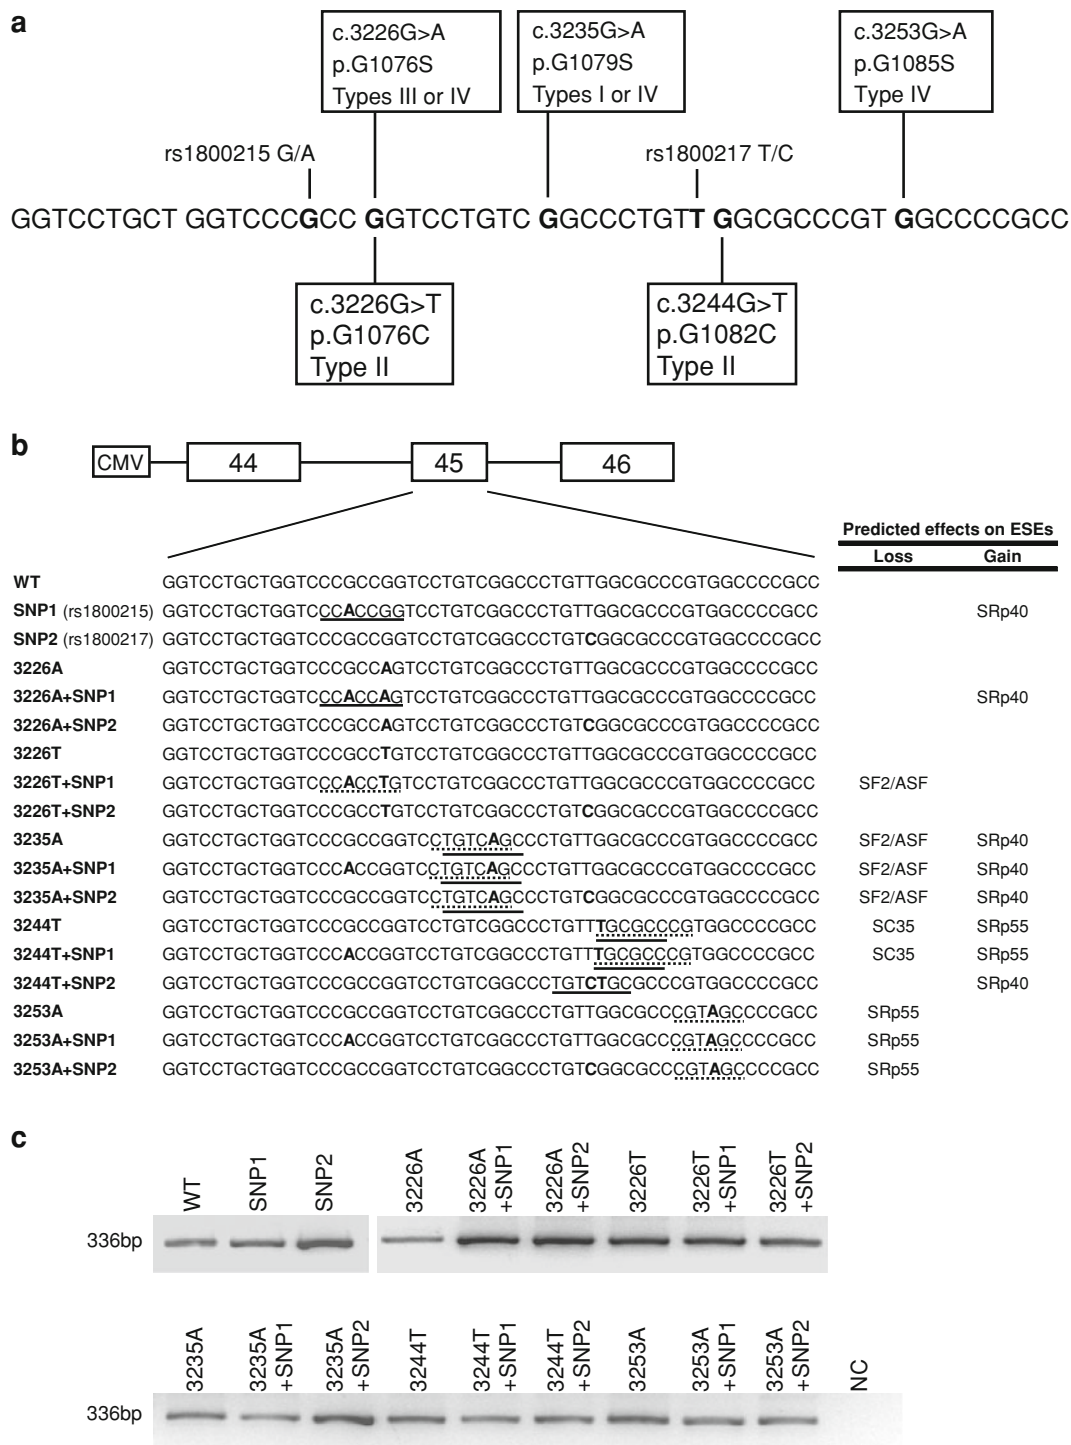 a
c.3226G>A
p.G1076S
Types III or IV
c.3235G>A
p.G1079S
Types I or IV
c.3253G>A
p.G1085S
Type IV
rs1800215 G/A
rs1800217 T/C
GGTCCTGCT GGTCCCGCC GGTCCTGTC GGCCCTGTT GGCGCCCGT GGCCCCGCC
c.3226G>T
p.G1076C
Type II
c.3244G>T
p.G1082C
Type II
b
CMV 44 45 46
Predicted effects on ESEs
Loss Gain
WT GGTCCTGCTGGTCCCGCCGGTCCTGTCGGCCCTGTTGGCGCCCGTGGCCCCGCC
SNP1 (rs1800215) GGTCCTGCTGGTCCCACCGGTCCTGTCGGCCCTGTTGGCGCCCGTGGCCCCGCC SRp40
SNP2 (rs1800217) GGTCCTGCTGGTCCCGCCGGTCCTGTCGGCCCTGTCGGCGCCCGTGGCCCCGCC
3226A GGTCCTGCTGGTCCCGCCAGTCCTGTCGGCCCTGTTGGCGCCCGTGGCCCCGCC
3226A+SNP1 GGTCCTGCTGGTCCCACCAGTCCTGTCGGCCCTGTTGGCGCCCGTGGCCCCGCC SRp40
3226A+SNP2 GGTCCTGCTGGTCCCGCCAGTCCTGTCGGCCCTGTCGGCGCCCGTGGCCCCGCC
3226T GGTCCTGCTGGTCCCGCCTGTCCTGTCGGCCCTGTTGGCGCCCGTGGCCCCGCC
3226T+SNP1 GGTCCTGCTGGTCCCACCTGTCCTGTCGGCCCTGTTGGCGCCCGTGGCCCCGCC SF2/ASF
3226T+SNP2 GGTCCTGCTGGTCCCGCCTGTCCTGTCGGCCCTGTCGGCGCCCGTGGCCCCGCC
3235A GGTCCTGCTGGTCCCGCCGGTCCTGTCAGCCCTGTTGGCGCCCGTGGCCCCGCC SF2/ASF SRp40
3235A+SNP1 GGTCCTGCTGGTCCCACCGGTCCTGTCAGCCCTGTTGGCGCCCGTGGCCCCGCC SF2/ASF SRp40
3235A+SNP2 GGTCCTGCTGGTCCCGCCGGTCCTGTCAGCCCTGTCGGCGCCCGTGGCCCCGCC SF2/ASF SRp40
3244T GGTCCTGCTGGTCCCGCCGGTCCTGTCGGCCCTGTTTGCGCCCGTGGCCCCGCC SC35 SRp55
3244T+SNP1 GGTCCTGCTGGTCCCACCGGTCCTGTCGGCCCTGTTTGCGCCCGTGGCCCCGCC SC35 SRp55
3244T+SNP2 GGTCCTGCTGGTCCCGCCGGTCCTGTCGGCCCTGTCTGCGCCCGTGGCCCCGCC SRp40
3253A GGTCCTGCTGGTCCCGCCGGTCCTGTCGGCCCTGTTGGCGCCCGTAGCCCCGCC SRp55
3253A+SNP1 GGTCCTGCTGGTCCCACCGGTCCTGTCGGCCCTGTTGGCGCCCGTAGCCCCGCC SRp55
3253A+SNP2 GGTCCTGCTGGTCCCGCCGGTCCTGTCGGCCCTGTCGGCGCCCGTAGCCCCGCC SRp55
c
WT
SNP1
SNP2
3226A
3226A
+SNP1
3226A
+SNP2
3226T
3226T
+SNP1
3226T
+SNP2
336bp
3235A
3235A
+SNP1
3235A
+SNP2
3244T
3244T
+SNP1
3244T
+SNP2
3253A
3253A
+SNP1
3253A
+SNP2
NC
336bp